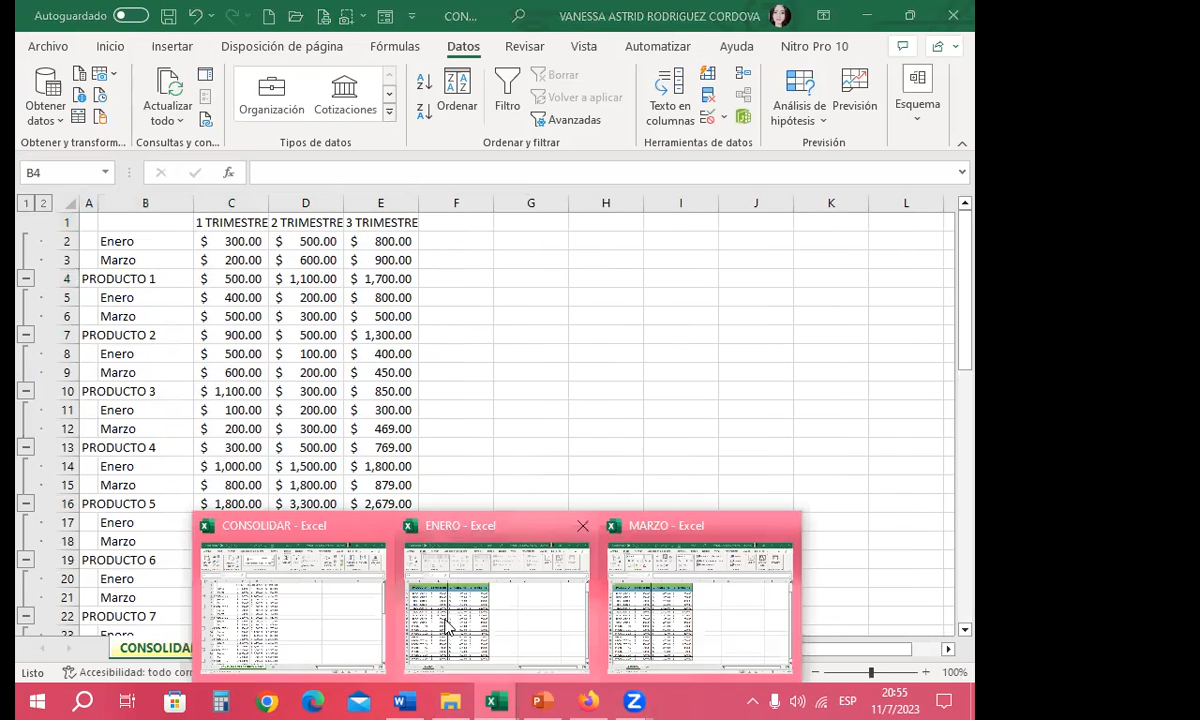 Autoguardado
CON...
VANESSA ASTRID RODRIGUEZ CORDOVA
Archivo Inicio Insertar Disposición de página Fórmulas Datos Revisar Vista Automatizar Ayuda Nitro Pro 10
Obtener datos
Actualizar todo
Organización
Cotizaciones
Ordenar
Filtro
Borrar
Volver a aplicar
Avanzadas
Texto en columnas
Análisis de hipótesis
Previsión
Esquema
Obtener y transform... Consultas y con... Tipos de datos Ordenar y filtrar Herramientas de datos Previsión
B4 fx
1 2 A B C D E F G H I J K L
1 1 TRIMESTRE 2 TRIMESTRE 3 TRIMESTRE
2 Enero $ 300.00 $ 500.00 $ 800.00
3 Marzo $ 200.00 $ 600.00 $ 900.00
4 PRODUCTO 1 $ 500.00 $ 1,100.00 $ 1,700.00
5 Enero $ 400.00 $ 200.00 $ 800.00
6 Marzo $ 500.00 $ 300.00 $ 500.00
7 PRODUCTO 2 $ 900.00 $ 500.00 $ 1,300.00
8 Enero $ 500.00 $ 100.00 $ 400.00
9 Marzo $ 600.00 $ 200.00 $ 450.00
10 PRODUCTO 3 $ 1,100.00 $ 300.00 $ 850.00
11 Enero $ 100.00 $ 200.00 $ 300.00
12 Marzo $ 200.00 $ 300.00 $ 469.00
13 PRODUCTO 4 $ 300.00 $ 500.00 $ 769.00
14 Enero $ 1,000.00 $ 1,500.00 $ 1,800.00
15 Marzo $ 800.00 $ 1,800.00 $ 879.00
16 PRODUCTO 5 $ 1,800.00 $ 3,300.00 $ 2,679.00
17 Enero
18 Marzo
19 PRODUCTO 6
20 Enero
21 Marzo
22 PRODUCTO 7
23 Enero
CONSOLIDAR - Excel ENERO - Excel MARZO - Excel
CONSOLIDA
Listo Accesibilidad: todo corr 100%
ESP 20:55
11/7/2023